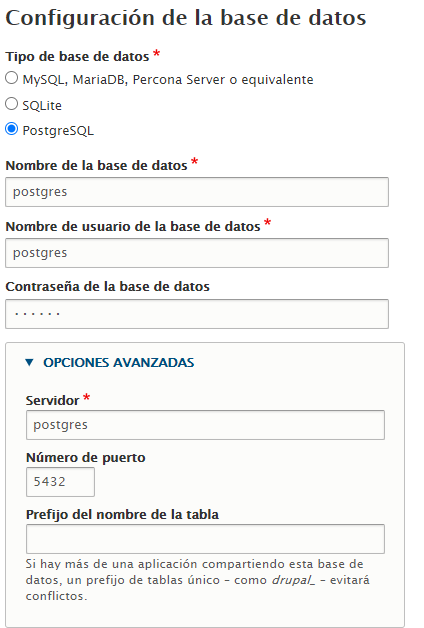 Configuración de la base de datos
Tipo de base de datos *
MySQL, MariaDB, Percona Server o equivalente
SQLite
PostgreSQL
Nombre de la base de datos *
postgres
Nombre de usuario de la base de datos *
postgres
Contraseña de la base de datos
······
▼ OPCIONES AVANZADAS
Servidor *
postgres
Número de puerto
5432
Prefijo del nombre de la tabla
Si hay más de una aplicación compartiendo esta base de
datos, un prefijo de tablas único – como drupal_ – evitará
conflictos.